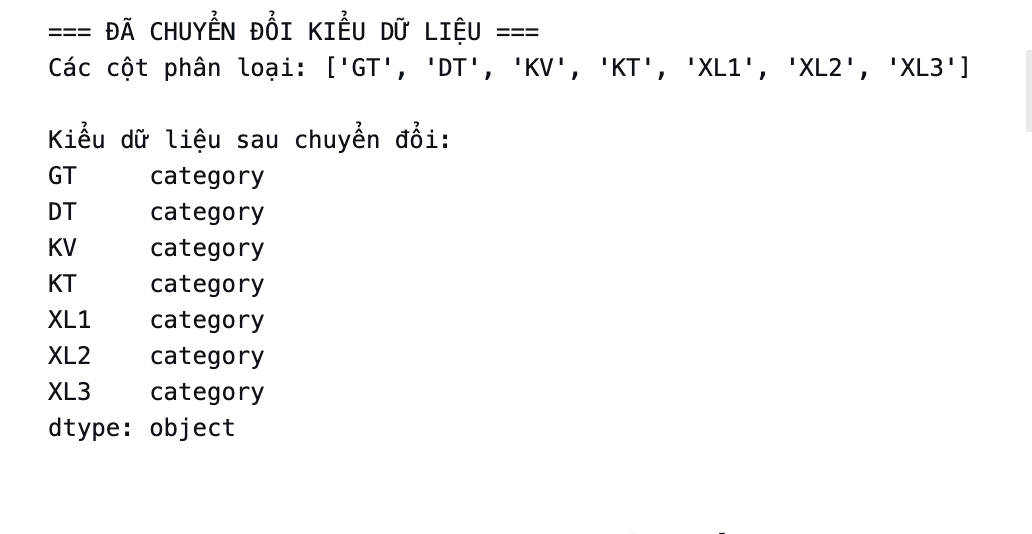 === ĐÃ CHUYỂN ĐỔI KIỂU DỮ LIỆU ===
Các cột phân loại: ['GT', 'DT', 'KV', 'KT', 'XL1', 'XL2', 'XL3']
Kiểu dữ liệu sau chuyển đổi:
GT     category
DT     category
KV     category
KT     category
XL1    category
XL2    category
XL3    category
dtype: object